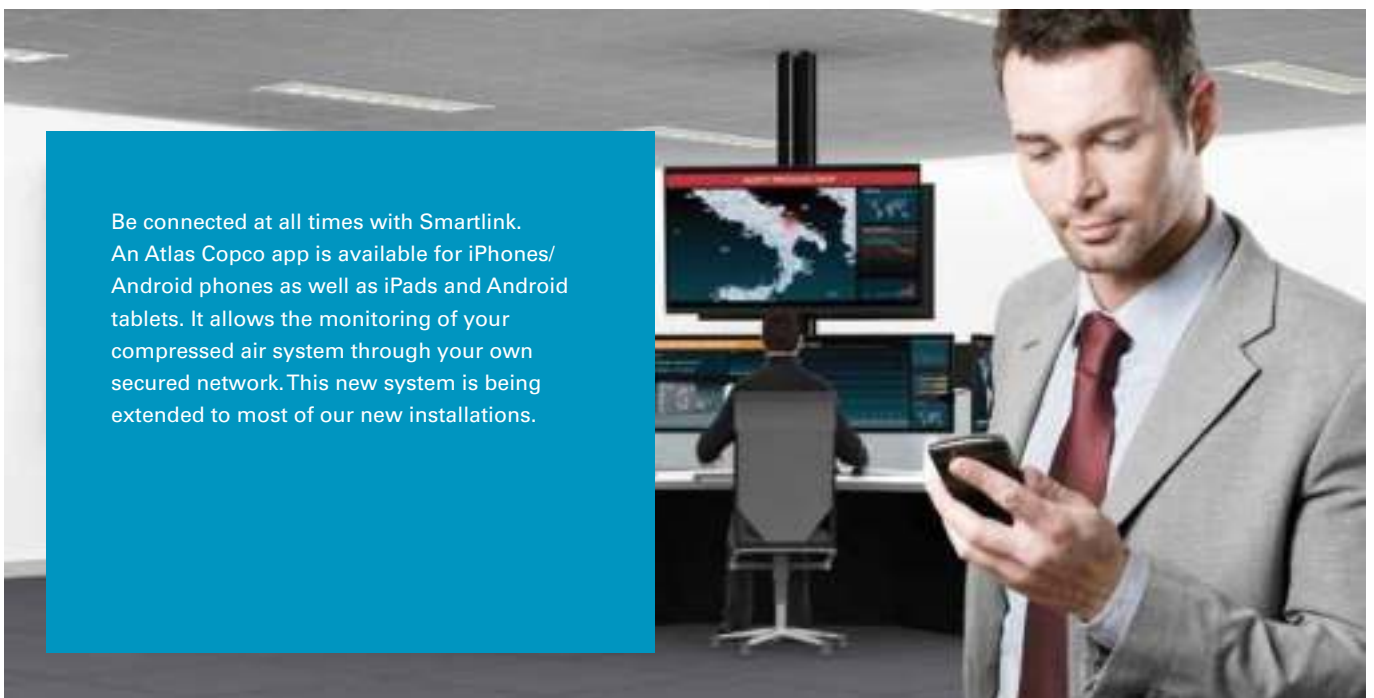 Be connected at all times with Smartlink.
An Atlas Copco app is available for iPhones/
Android phones as well as iPads and Android
tablets. It allows the monitoring of your
compressed air system through your own
secured network. This new system is being
extended to most of our new installations.